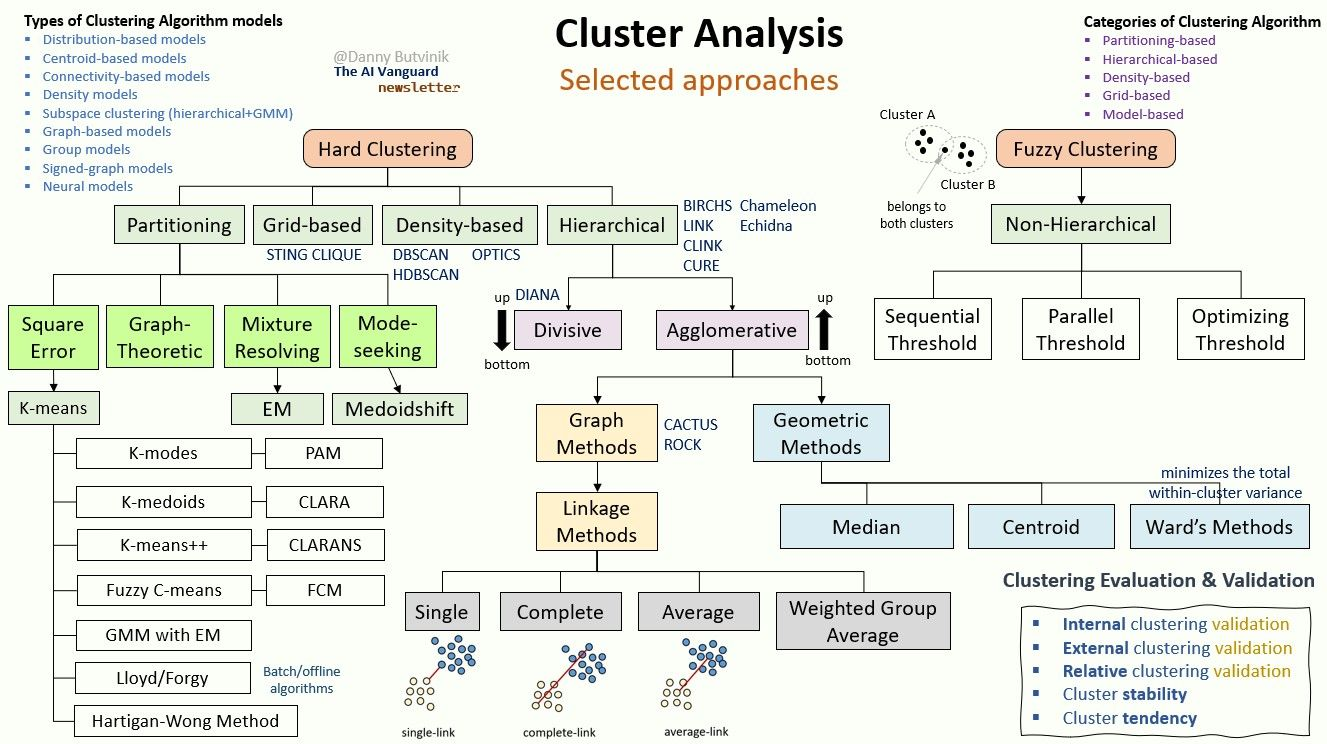 Types of Clustering Algorithm models
Distribution-based models
Centroid-based models
Connectivity-based models
Density models
Subspace clustering (hierarchical+GMM)
Graph-based models
Group models
Signed-graph models
Neural models
@Danny Butvinik
The AI Vanguard
newsletter
Cluster Analysis
Selected approaches
Categories of Clustering Algorithm
Partitioning-based
Hierarchical-based
Density-based
Grid-based
Model-based
Hard Clustering
Cluster A
Cluster B
belongs to
both clusters
Fuzzy Clustering
Partitioning
Grid-based
Density-based
Hierarchical
STING CLIQUE
DBSCAN OPTICS
HDBSCAN
BIRCHS Chameleon
LINK Echidna
CLINK
CURE
Non-Hierarchical
Square
Error
Graph-
Theoretic
Mixture
Resolving
Mode-
seeking
up
DIANA
Divisive
bottom
Agglomerative
up
bottom
Sequential
Threshold
Parallel
Threshold
Optimizing
Threshold
K-means
EM
Medoidshift
Graph
Methods
CACTUS
ROCK
Geometric
Methods
K-modes
PAM
K-medoids
CLARA
K-means++
CLARANS
Fuzzy C-means
FCM
GMM with EM
Lloyd/Forgy
Batch/offline
algorithms
Hartigan-Wong Method
Linkage
Methods
minimizes the total
within-cluster variance
Median
Centroid
Ward's Methods
Single
Complete
Average
Weighted Group
Average
single-link
complete-link
average-link
Clustering Evaluation & Validation
Internal clustering validation
External clustering validation
Relative clustering validation
Cluster stability
Cluster tendency